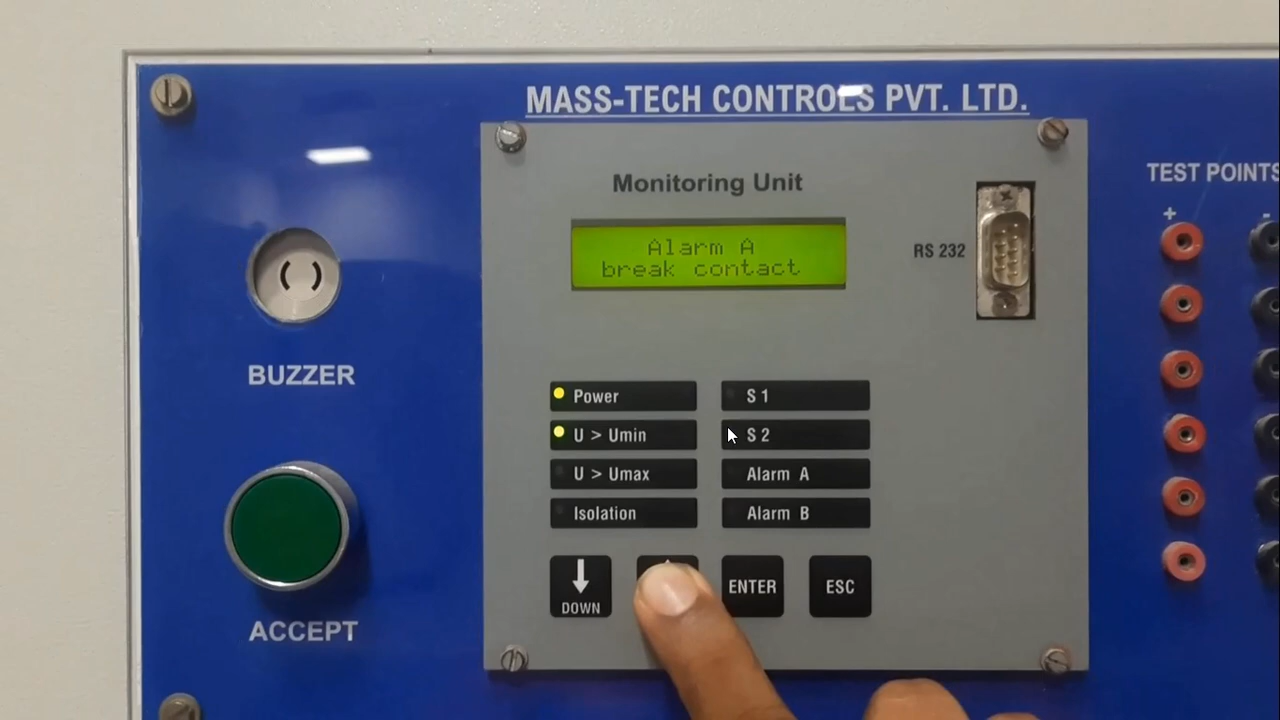 MASS-TECH CONTROLS PVT. LTD.
Monitoring Unit
TEST POINTS
+ -
Alarm A
break contact
RS 232
BUZZER
Power
S 1
U > Umin
S 2
U > Umax
Alarm A
Isolation
Alarm B
DOWN
ENTER
ESC
ACCEPT